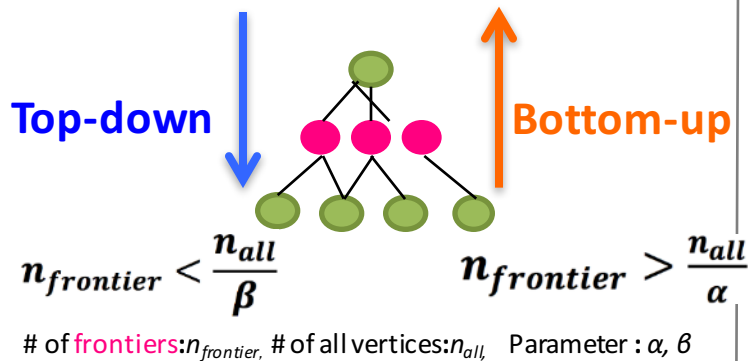 Top-down
Bottom-up
n_frontier < n_all / β
n_frontier > n_all / α
# of frontiers:n_frontier, # of all vertices:n_all, Parameter : α, β